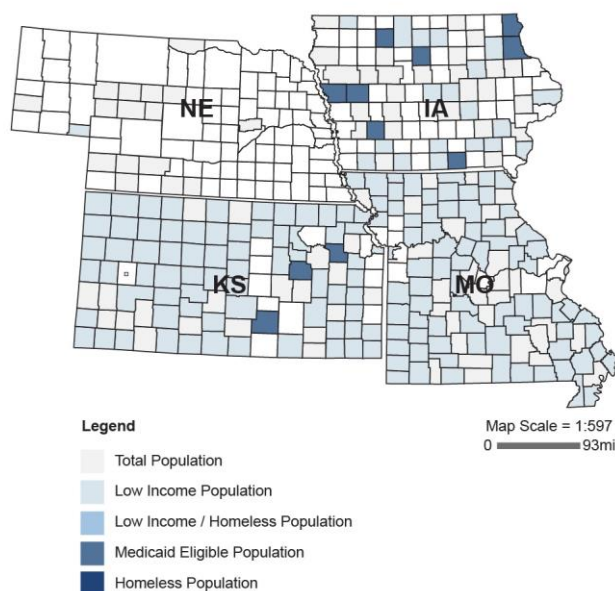 NE
IA
KS
MO
Legend
Map Scale = 1:597
0 93mi
Total Population
Low Income Population
Low Income / Homeless Population
Medicaid Eligible Population
Homeless Population